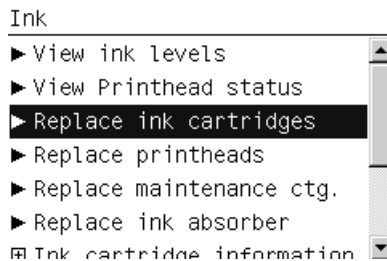 Ink
View ink levels
View Printhead status
Replace ink cartridges
Replace printheads
Replace maintenance ctg.
Replace ink absorber
Ink cartridge information